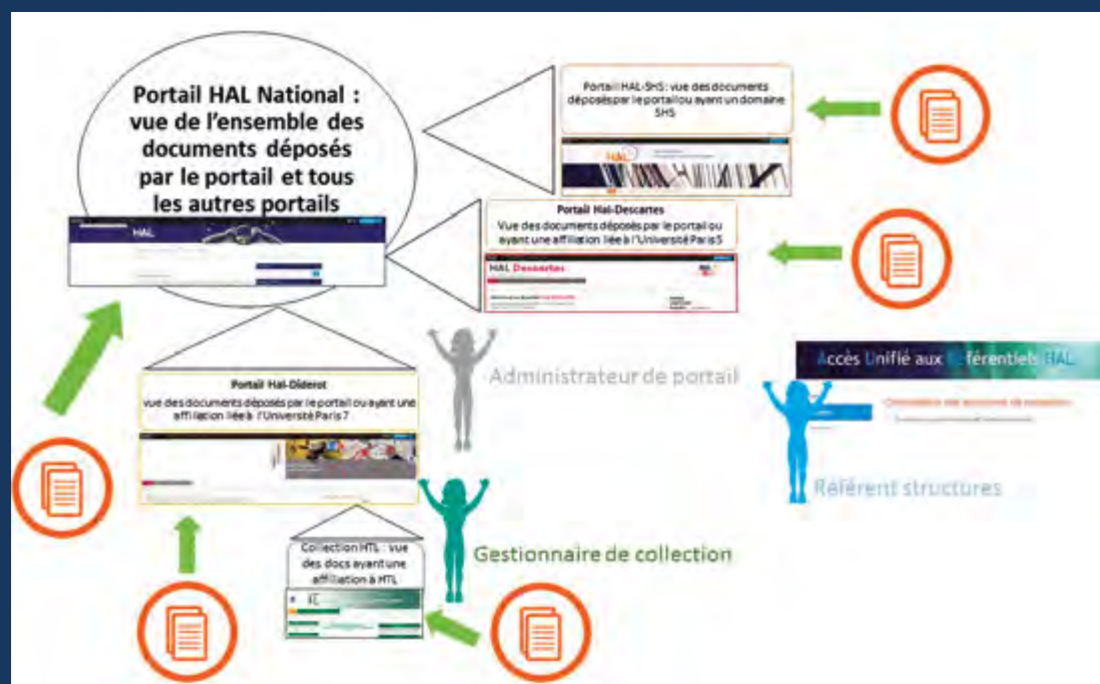 Portail HAL National :
vue de l'ensemble des
documents déposés
par le portail et tous
les autres portails
HAL
Portail HAL-SHS : vue des documents
déposés par le portail ou ayant un domaine
SHS
HAL
Portail Hal-Descartes
Vue des documents déposés par le portail ou
ayant une affiliation liée à l'Université Paris 5
HAL Descartes
Administrateur de portail
Accès Unifié aux Référentiels HAL
Référent structures
Portail Hal-Diderot
vue des documents déposés par le portail ou ayant une
affiliation liée à l'Université Paris 7
Gestionnaire de collection
Collection HTL : vue
des docs ayant une
affiliation à HTL